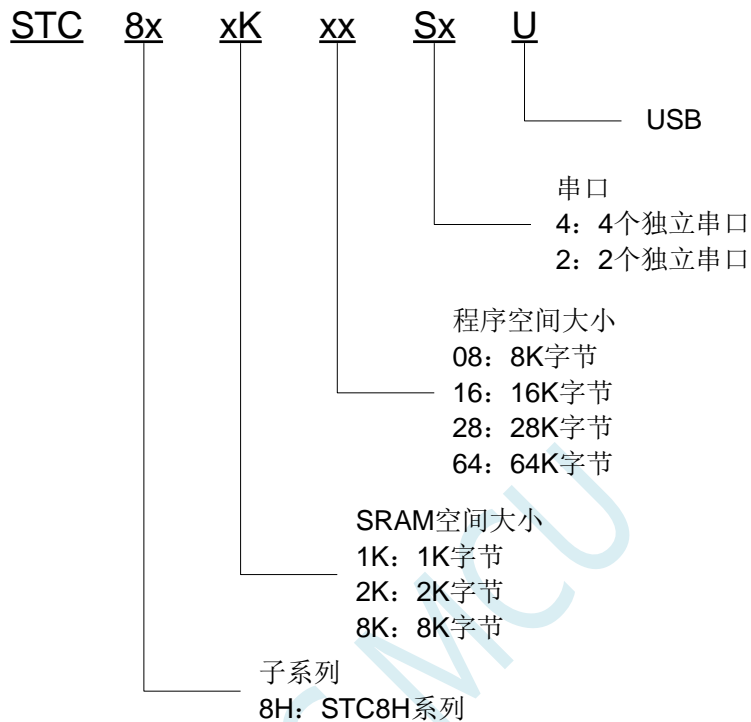 STC 8x xK xx Sx U
USB
串口
4：4个独立串口
2：2个独立串口
程序空间大小
08：8K字节
16：16K字节
28：28K字节
64：64K字节
SRAM空间大小
1K：1K字节
2K：2K字节
8K：8K字节
子系列
8H：STC8H系列
MCU